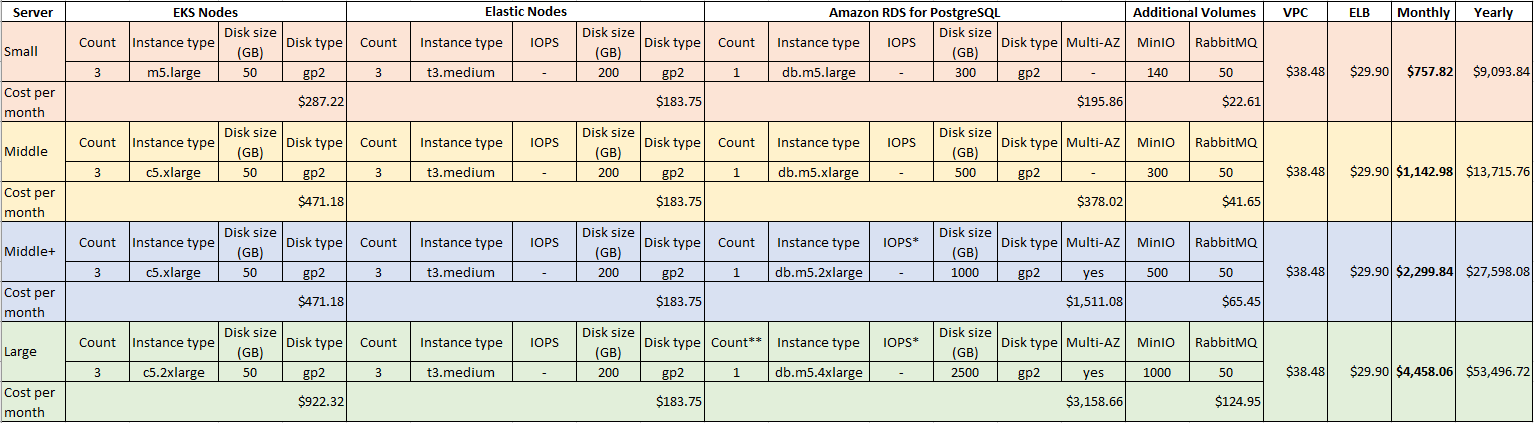 Server EKS Nodes Elastic Nodes Amazon RDS for PostgreSQL Additional Volumes VPC ELB Monthly Yearly
Small Count Instance type Disk size (GB) Disk type Count Instance type IOPS Disk size (GB) Disk type Count Instance type IOPS Disk size (GB) Disk type Multi-AZ MinIO RabbitMQ $38.48 $29.90 $757.82 $9,093.84
3 m5.large 50 gp2 3 t3.medium - 200 gp2 1 db.m5.large - 300 gp2 - 140 50
Cost per month $287.22 $183.75 $195.86 $22.61
Middle Count Instance type Disk size (GB) Disk type Count Instance type IOPS Disk size (GB) Disk type Count Instance type IOPS Disk size (GB) Disk type Multi-AZ MinIO RabbitMQ $38.48 $29.90 $1,142.98 $13,715.76
3 c5.xlarge 50 gp2 3 t3.medium - 200 gp2 1 db.m5.xlarge - 500 gp2 - 300 50
Cost per month $471.18 $183.75 $378.02 $41.65
Middle+ Count Instance type Disk size (GB) Disk type Count Instance type IOPS Disk size (GB) Disk type Count Instance type IOPS* Disk size (GB) Disk type Multi-AZ MinIO RabbitMQ $38.48 $29.90 $2,299.84 $27,598.08
3 c5.xlarge 50 gp2 3 t3.medium - 200 gp2 1 db.m5.2xlarge - 1000 gp2 yes 500 50
Cost per month $471.18 $183.75 $1,511.08 $65.45
Large Count Instance type Disk size (GB) Disk type Count Instance type IOPS Disk size (GB) Disk type Count** Instance type IOPS* Disk size (GB) Disk type Multi-AZ MinIO RabbitMQ $38.48 $29.90 $4,458.06 $53,496.72
3 c5.2xlarge 50 gp2 3 t3.medium - 200 gp2 1 db.m5.4xlarge - 2500 gp2 yes 1000 50
Cost per month $922.32 $183.75 $3,158.66 $124.95